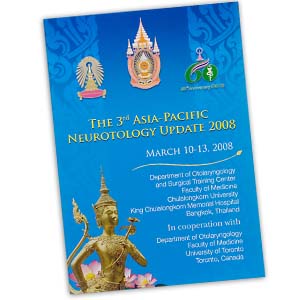 THE 3rd ASIA-PACIFIC
NEUROTOLOGY UPDATE 2008
MARCH 10-13, 2008
Department of Otolaryngology
and Surgical Training Center
Faculty of Medicine
Chulalongkorn University
King Chulalongkorn Memorial Hospital
Bangkok, Thailand
In cooperation with
Department of Otolaryngology
Faculty of Medicine
University of Toronto
Toronto, Canada